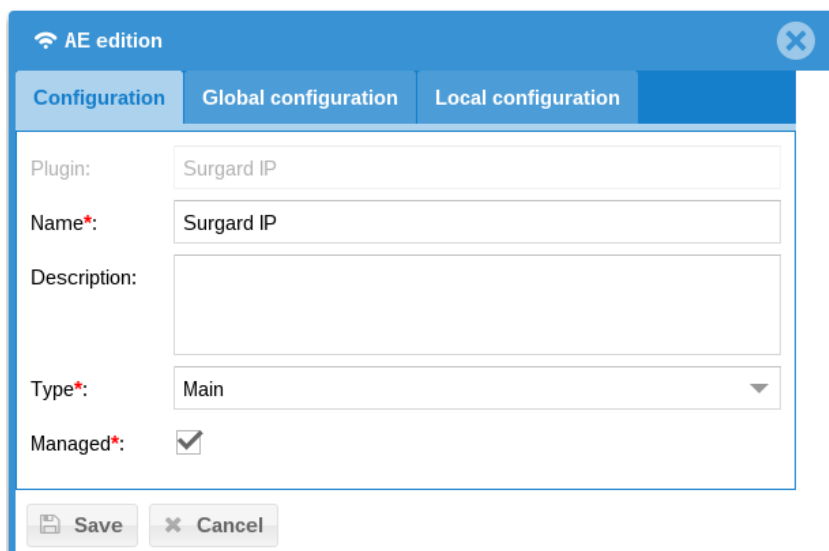 AE edition
Configuration Global configuration Local configuration
Plugin: Surgard IP
Name*: Surgard IP
Description:
Type*: Main
Managed*:
Save Cancel